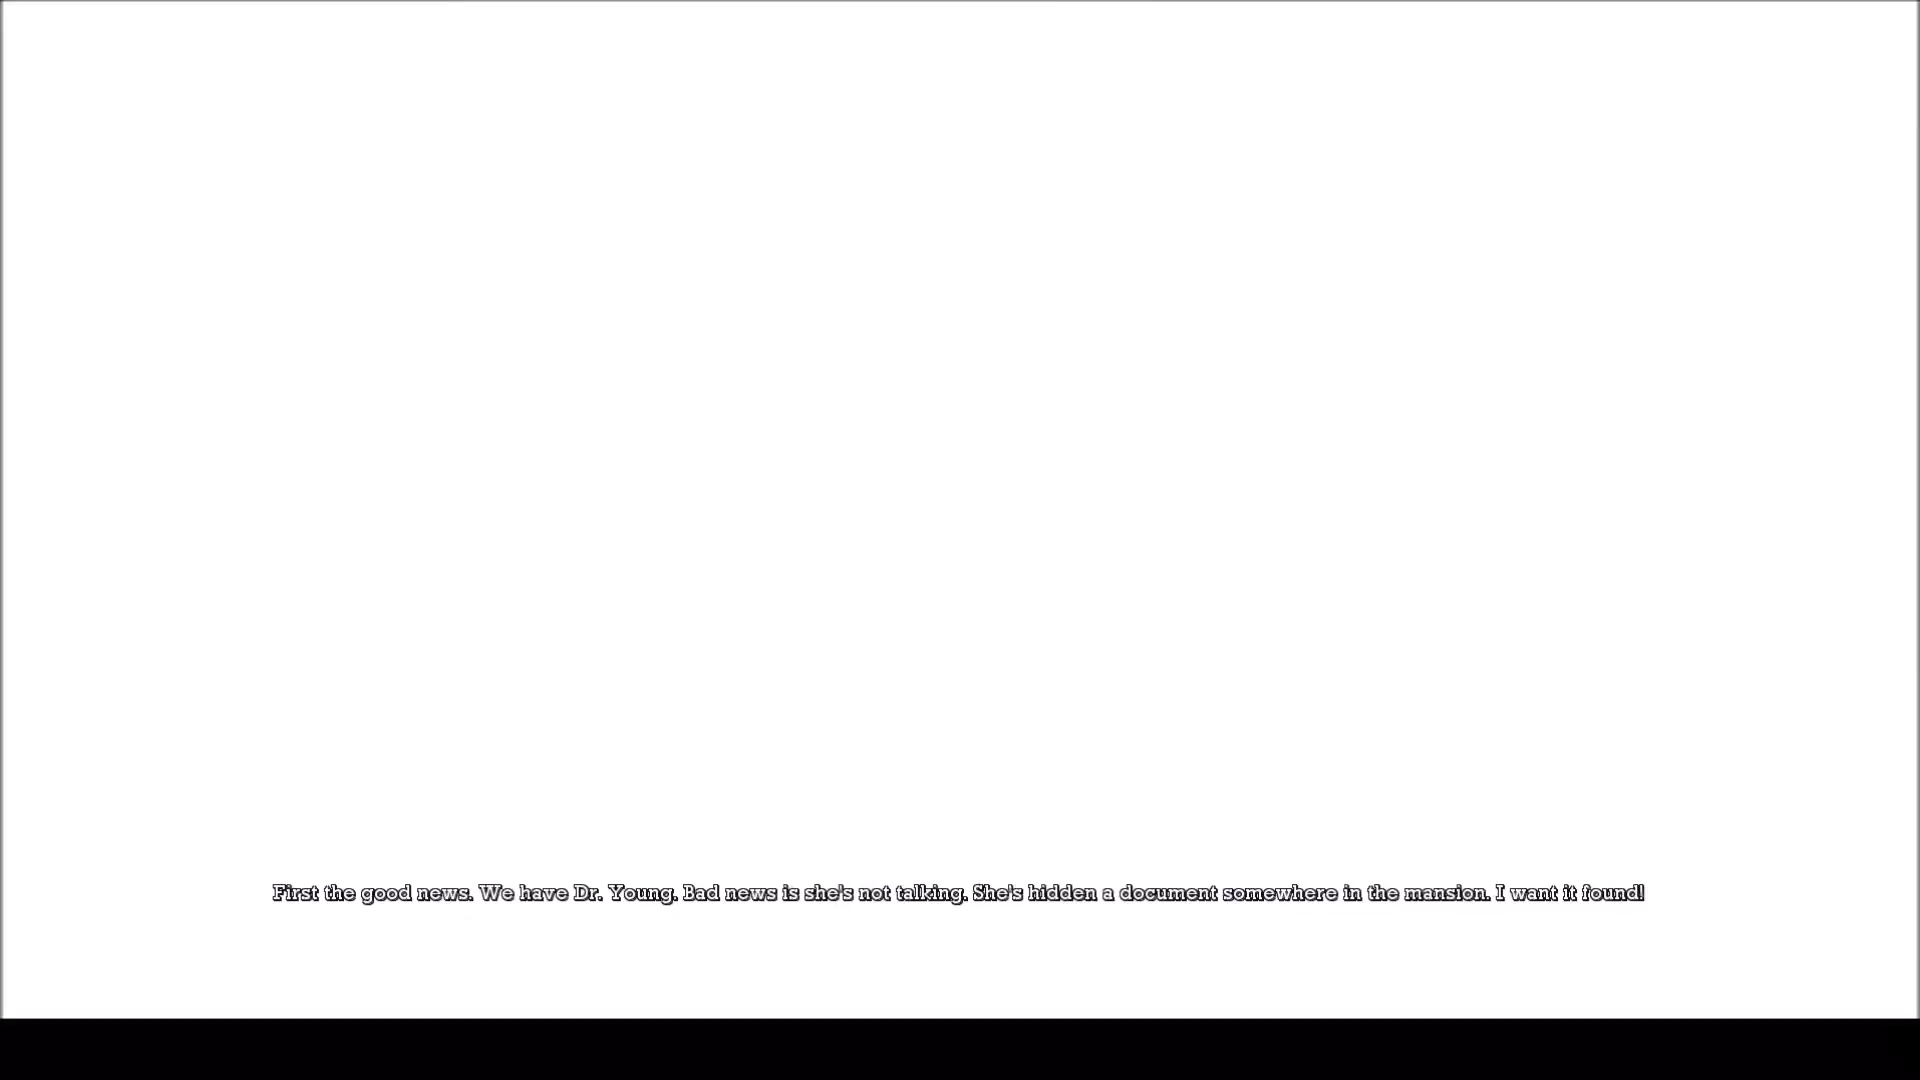 First the good news. We have Dr. Young. Bad news is she's not talking. She's hidden a document somewhere in the mansion. I want it found!